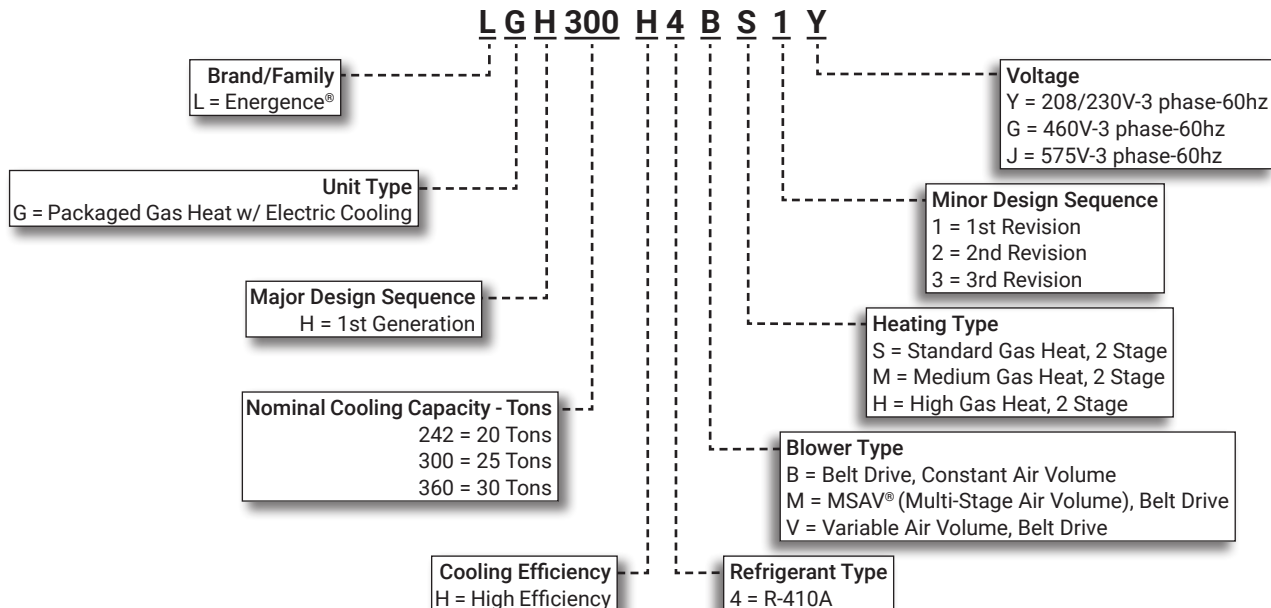 L G H 300 H 4 B S 1 Y
Brand/Family
L = Energence®
Unit Type
G = Packaged Gas Heat w/ Electric Cooling
Major Design Sequence
H = 1st Generation
Nominal Cooling Capacity - Tons
242 = 20 Tons
300 = 25 Tons
360 = 30 Tons
Cooling Efficiency
H = High Efficiency
Voltage
Y = 208/230V-3 phase-60hz
G = 460V-3 phase-60hz
J = 575V-3 phase-60hz
Minor Design Sequence
1 = 1st Revision
2 = 2nd Revision
3 = 3rd Revision
Heating Type
S = Standard Gas Heat, 2 Stage
M = Medium Gas Heat, 2 Stage
H = High Gas Heat, 2 Stage
Blower Type
B = Belt Drive, Constant Air Volume
M = MSAV® (Multi-Stage Air Volume), Belt Drive
V = Variable Air Volume, Belt Drive
Refrigerant Type
4 = R-410A